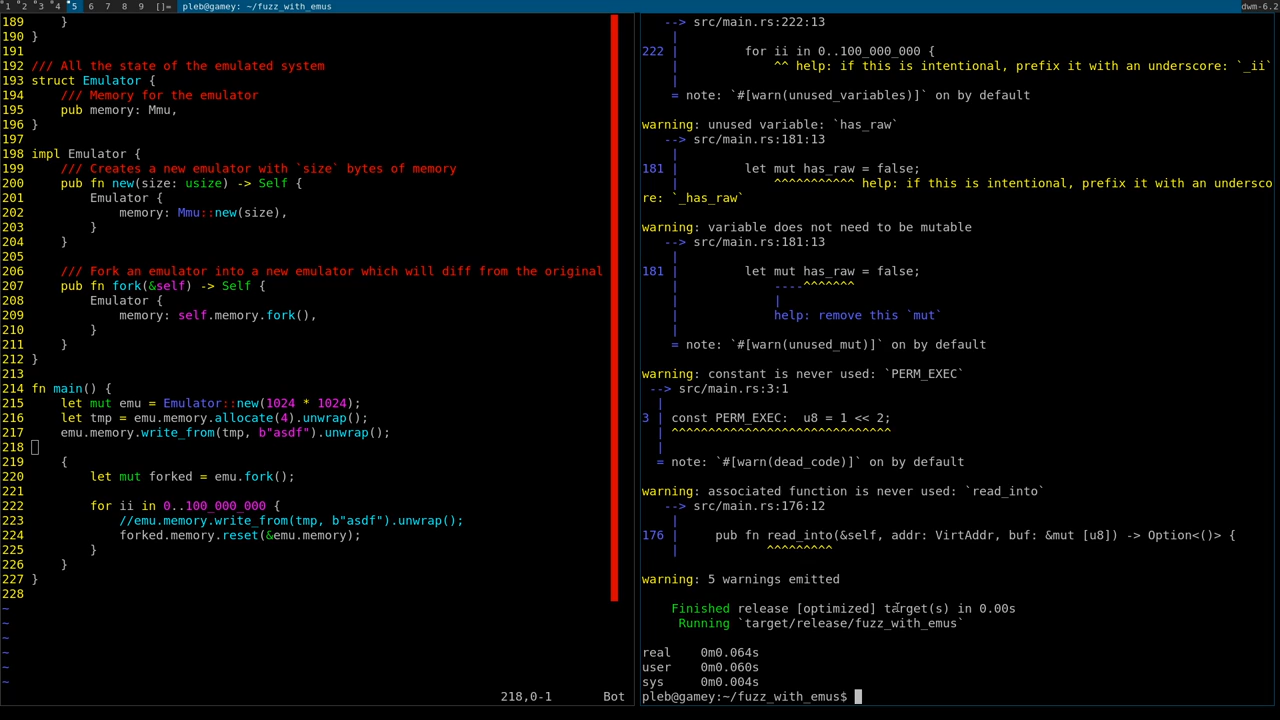 1 2 3 4 5 6 7 8 9 []= pleb@gamey: ~/fuzz_with_emus dwm-6.2
189     }
190 }
191
192 /// All the state of the emulated system
193 struct Emulator {
194     /// Memory for the emulator
195     pub memory: Mmu,
196 }
197
198 impl Emulator {
199     /// Creates a new emulator with `size` bytes of memory
200     pub fn new(size: usize) -> Self {
201         Emulator {
202             memory: Mmu::new(size),
203         }
204     }
205
206     /// Fork an emulator into a new emulator which will diff from the original
207     pub fn fork(&self) -> Self {
208         Emulator {
209             memory: self.memory.fork(),
210         }
211     }
212 }
213
214 fn main() {
215     let mut emu = Emulator::new(1024 * 1024);
216     let tmp = emu.memory.allocate(4).unwrap();
217     emu.memory.write_from(tmp, b"asdf").unwrap();
218
219     {
220         let mut forked = emu.fork();
221
222         for ii in 0..100_000_000 {
223             //emu.memory.write_from(tmp, b"asdf").unwrap();
224             forked.memory.reset(&emu.memory);
225         }
226     }
227 }
228
~
~
~
~
~
~
218,0-1 Bot
   --> src/main.rs:222:13
    |
222 |         for ii in 0..100_000_000 {
    |             ^^ help: if this is intentional, prefix it with an underscore: `_ii`
    |
    = note: `#[warn(unused_variables)]` on by default
warning: unused variable: `has_raw`
   --> src/main.rs:181:13
    |
181 |         let mut has_raw = false;
    |             ^^^^^^^^^^^ help: if this is intentional, prefix it with an undersco
re: `_has_raw`
warning: variable does not need to be mutable
   --> src/main.rs:181:13
    |
181 |         let mut has_raw = false;
    |             ----^^^^^^^
    |             |
    |             help: remove this `mut`
    |
    = note: `#[warn(unused_mut)]` on by default
warning: constant is never used: `PERM_EXEC`
 --> src/main.rs:3:1
  |
3 | const PERM_EXEC:  u8 = 1 << 2;
  | ^^^^^^^^^^^^^^^^^^^^^^^^^^^^^^
  |
  = note: `#[warn(dead_code)]` on by default
warning: associated function is never used: `read_into`
   --> src/main.rs:176:12
    |
176 |     pub fn read_into(&self, addr: VirtAddr, buf: &mut [u8]) -> Option<()> {
    |            ^^^^^^^^^
warning: 5 warnings emitted
    Finished release [optimized] target(s) in 0.00s
     Running `target/release/fuzz_with_emus`
real    0m0.064s
user    0m0.060s
sys     0m0.004s
pleb@gamey:~/fuzz_with_emus$